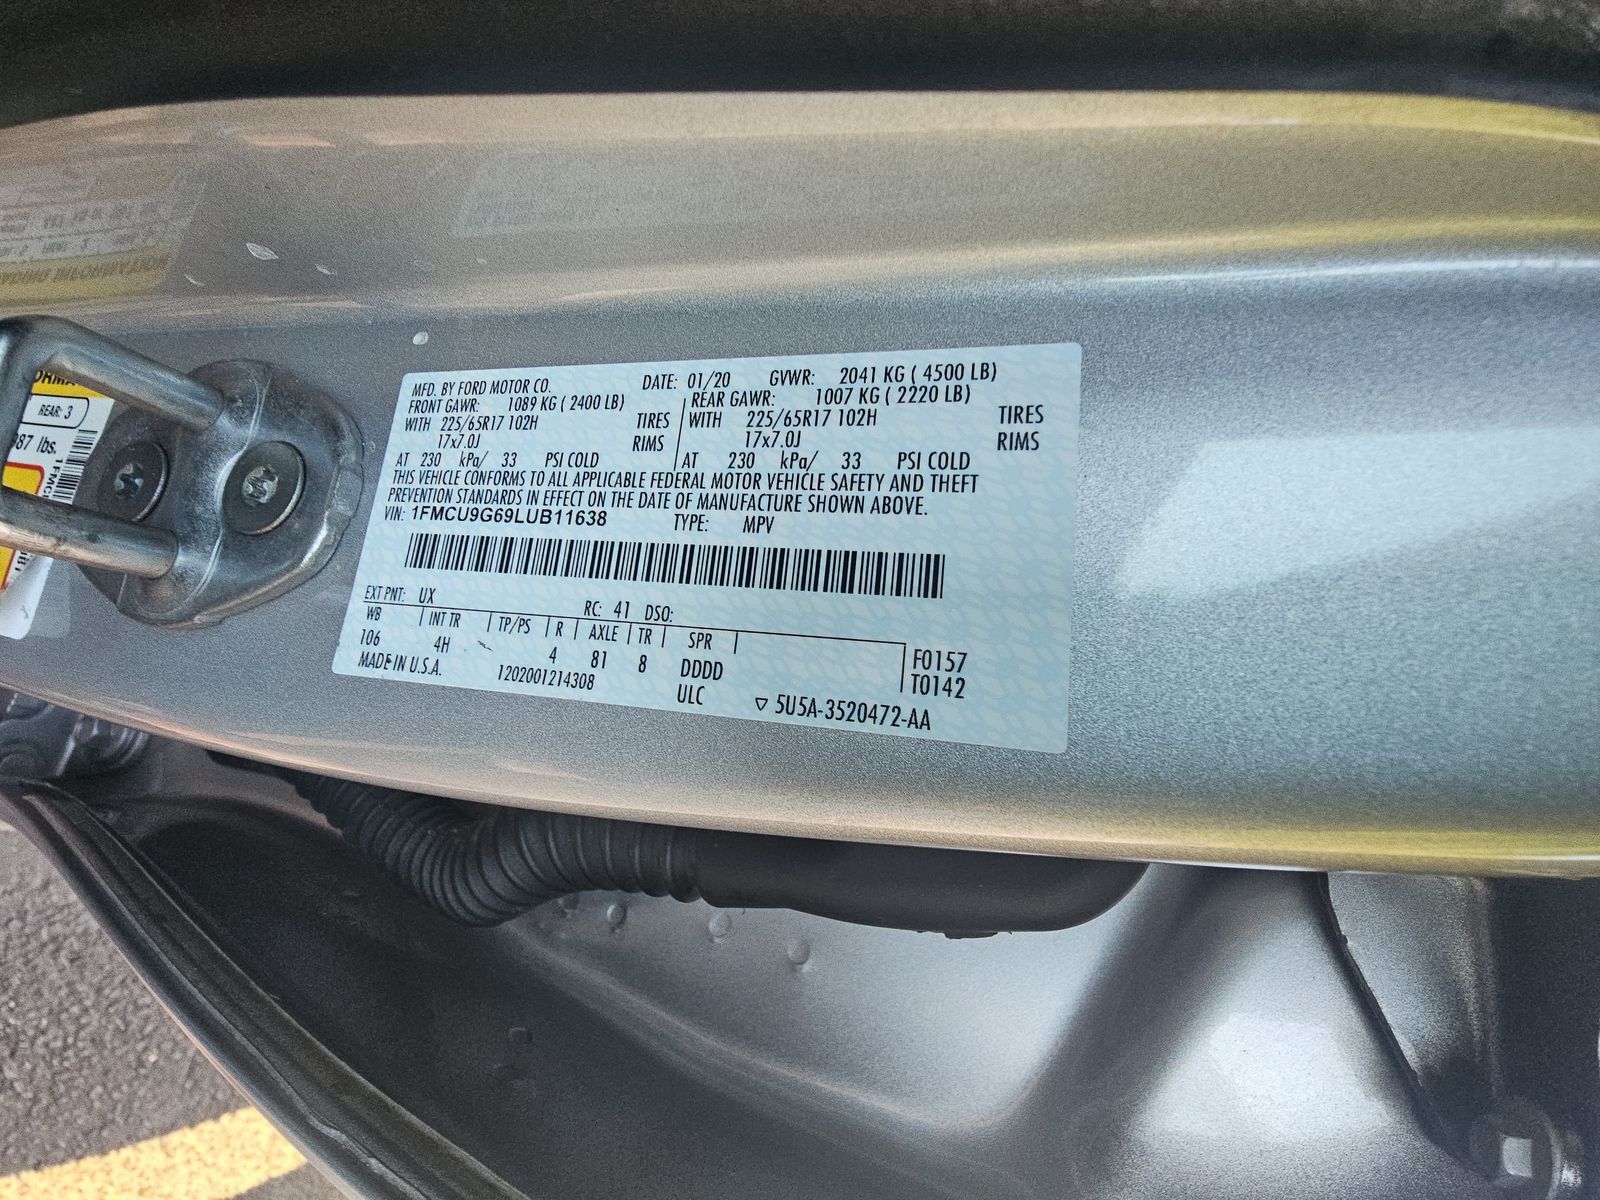 MFD. BY FORD MOTOR CO. DATE: 01/20 GVWR: 2041 KG ( 4500 LB)
FRONT GAWR: 1089 KG ( 2400 LB) REAR GAWR: 1007 KG ( 2220 LB)
WITH 225/65R17 102H TIRES WITH 225/65R17 102H TIRES
17x7.0J RIMS 17x7.0J RIMS
AT 230 kPa/ 33 PSI COLD AT 230 kPa/ 33 PSI COLD
THIS VEHICLE CONFORMS TO ALL APPLICABLE FEDERAL MOTOR VEHICLE SAFETY AND THEFT
PREVENTION STANDARDS IN EFFECT ON THE DATE OF MANUFACTURE SHOWN ABOVE.
VIN: 1FMCU9G69LUB11638 TYPE: MPV
EXT PNT: UX RC: 41 DSO:
WB INT TR TP/PS R AXLE TR SPR
106 4H 4 81 8 DDDD F0157
MADE IN U.S.A. 1202001214308 ULC T0142
▽ 5U5A-3520472-AA
REAR: 3
lbs.